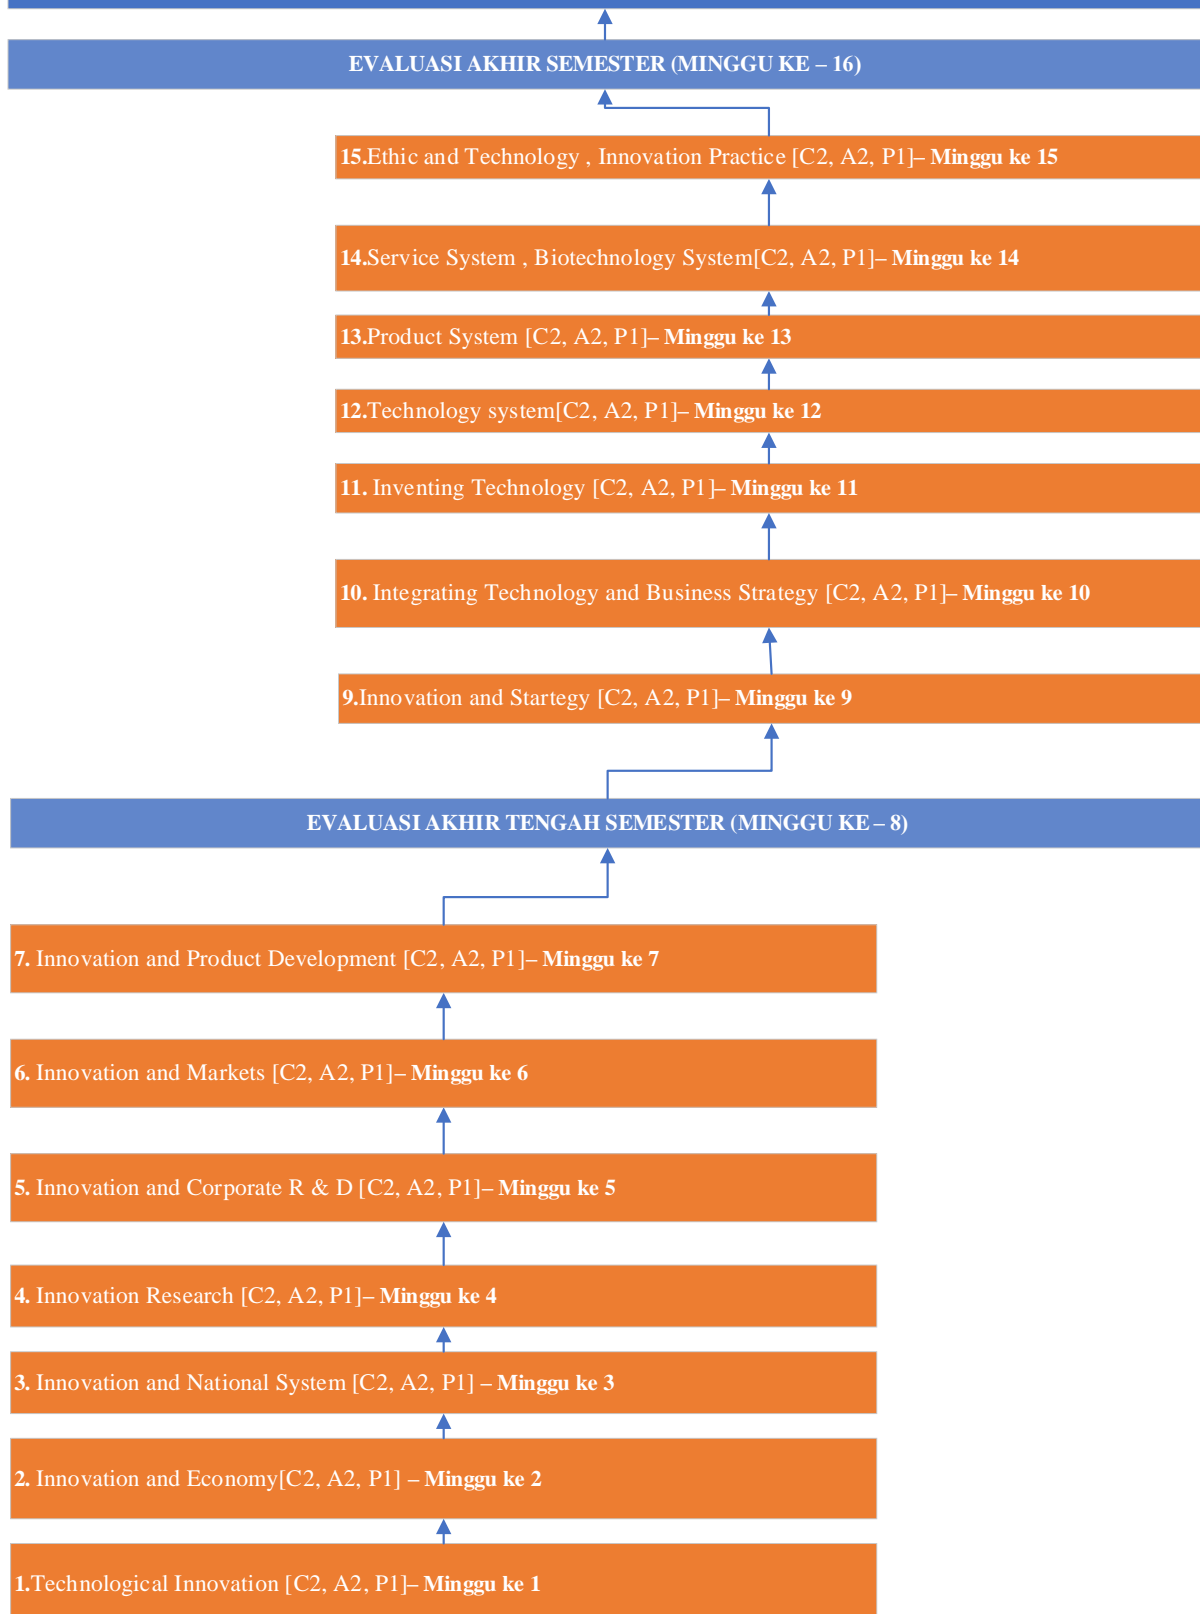 EVALUASI AKHIR SEMESTER (MINGGU KE – 16)
15.Ethic and Technology , Innovation Practice [C2, A2, P1]– Minggu ke 15
14.Service System , Biotechnology System[C2, A2, P1]– Minggu ke 14
13.Product System [C2, A2, P1]– Minggu ke 13
12.Technology system[C2, A2, P1]– Minggu ke 12
11. Inventing Technology [C2, A2, P1]– Minggu ke 11
10. Integrating Technology and Business Strategy [C2, A2, P1]– Minggu ke 10
9.Innovation and Startegy [C2, A2, P1]– Minggu ke 9
EVALUASI AKHIR TENGAH SEMESTER (MINGGU KE – 8)
7. Innovation and Product Development [C2, A2, P1]– Minggu ke 7
6. Innovation and Markets [C2, A2, P1]– Minggu ke 6
5. Innovation and Corporate R & D [C2, A2, P1]– Minggu ke 5
4. Innovation Research [C2, A2, P1]– Minggu ke 4
3. Innovation and National System [C2, A2, P1] – Minggu ke 3
2. Innovation and Economy[C2, A2, P1] – Minggu ke 2
1.Technological Innovation [C2, A2, P1]– Minggu ke 1